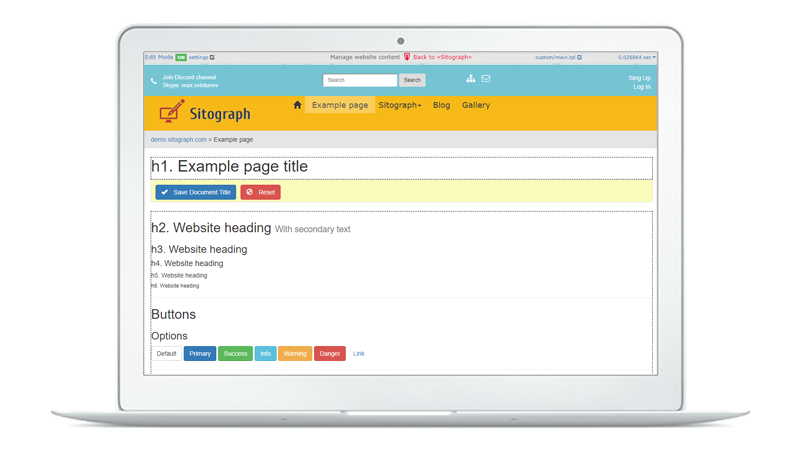 Edit Mode ON settings Manage website content Back to «Sitograph» custom/main.tpl 0.026864 sec
Join Discord channel
Skype: max.svistunov
Search Search
Sing Up
Log In
Sitograph Example page Sitograph Blog Gallery
demo.sitograph.com > Example page
h1. Example page title
Save Document Title Reset
h2. Website heading With secondary text
h3. Website heading
h4. Website heading
h5. Website heading
h6. Website heading
Buttons
Options
Default Primary Success Info Warning Danger Link